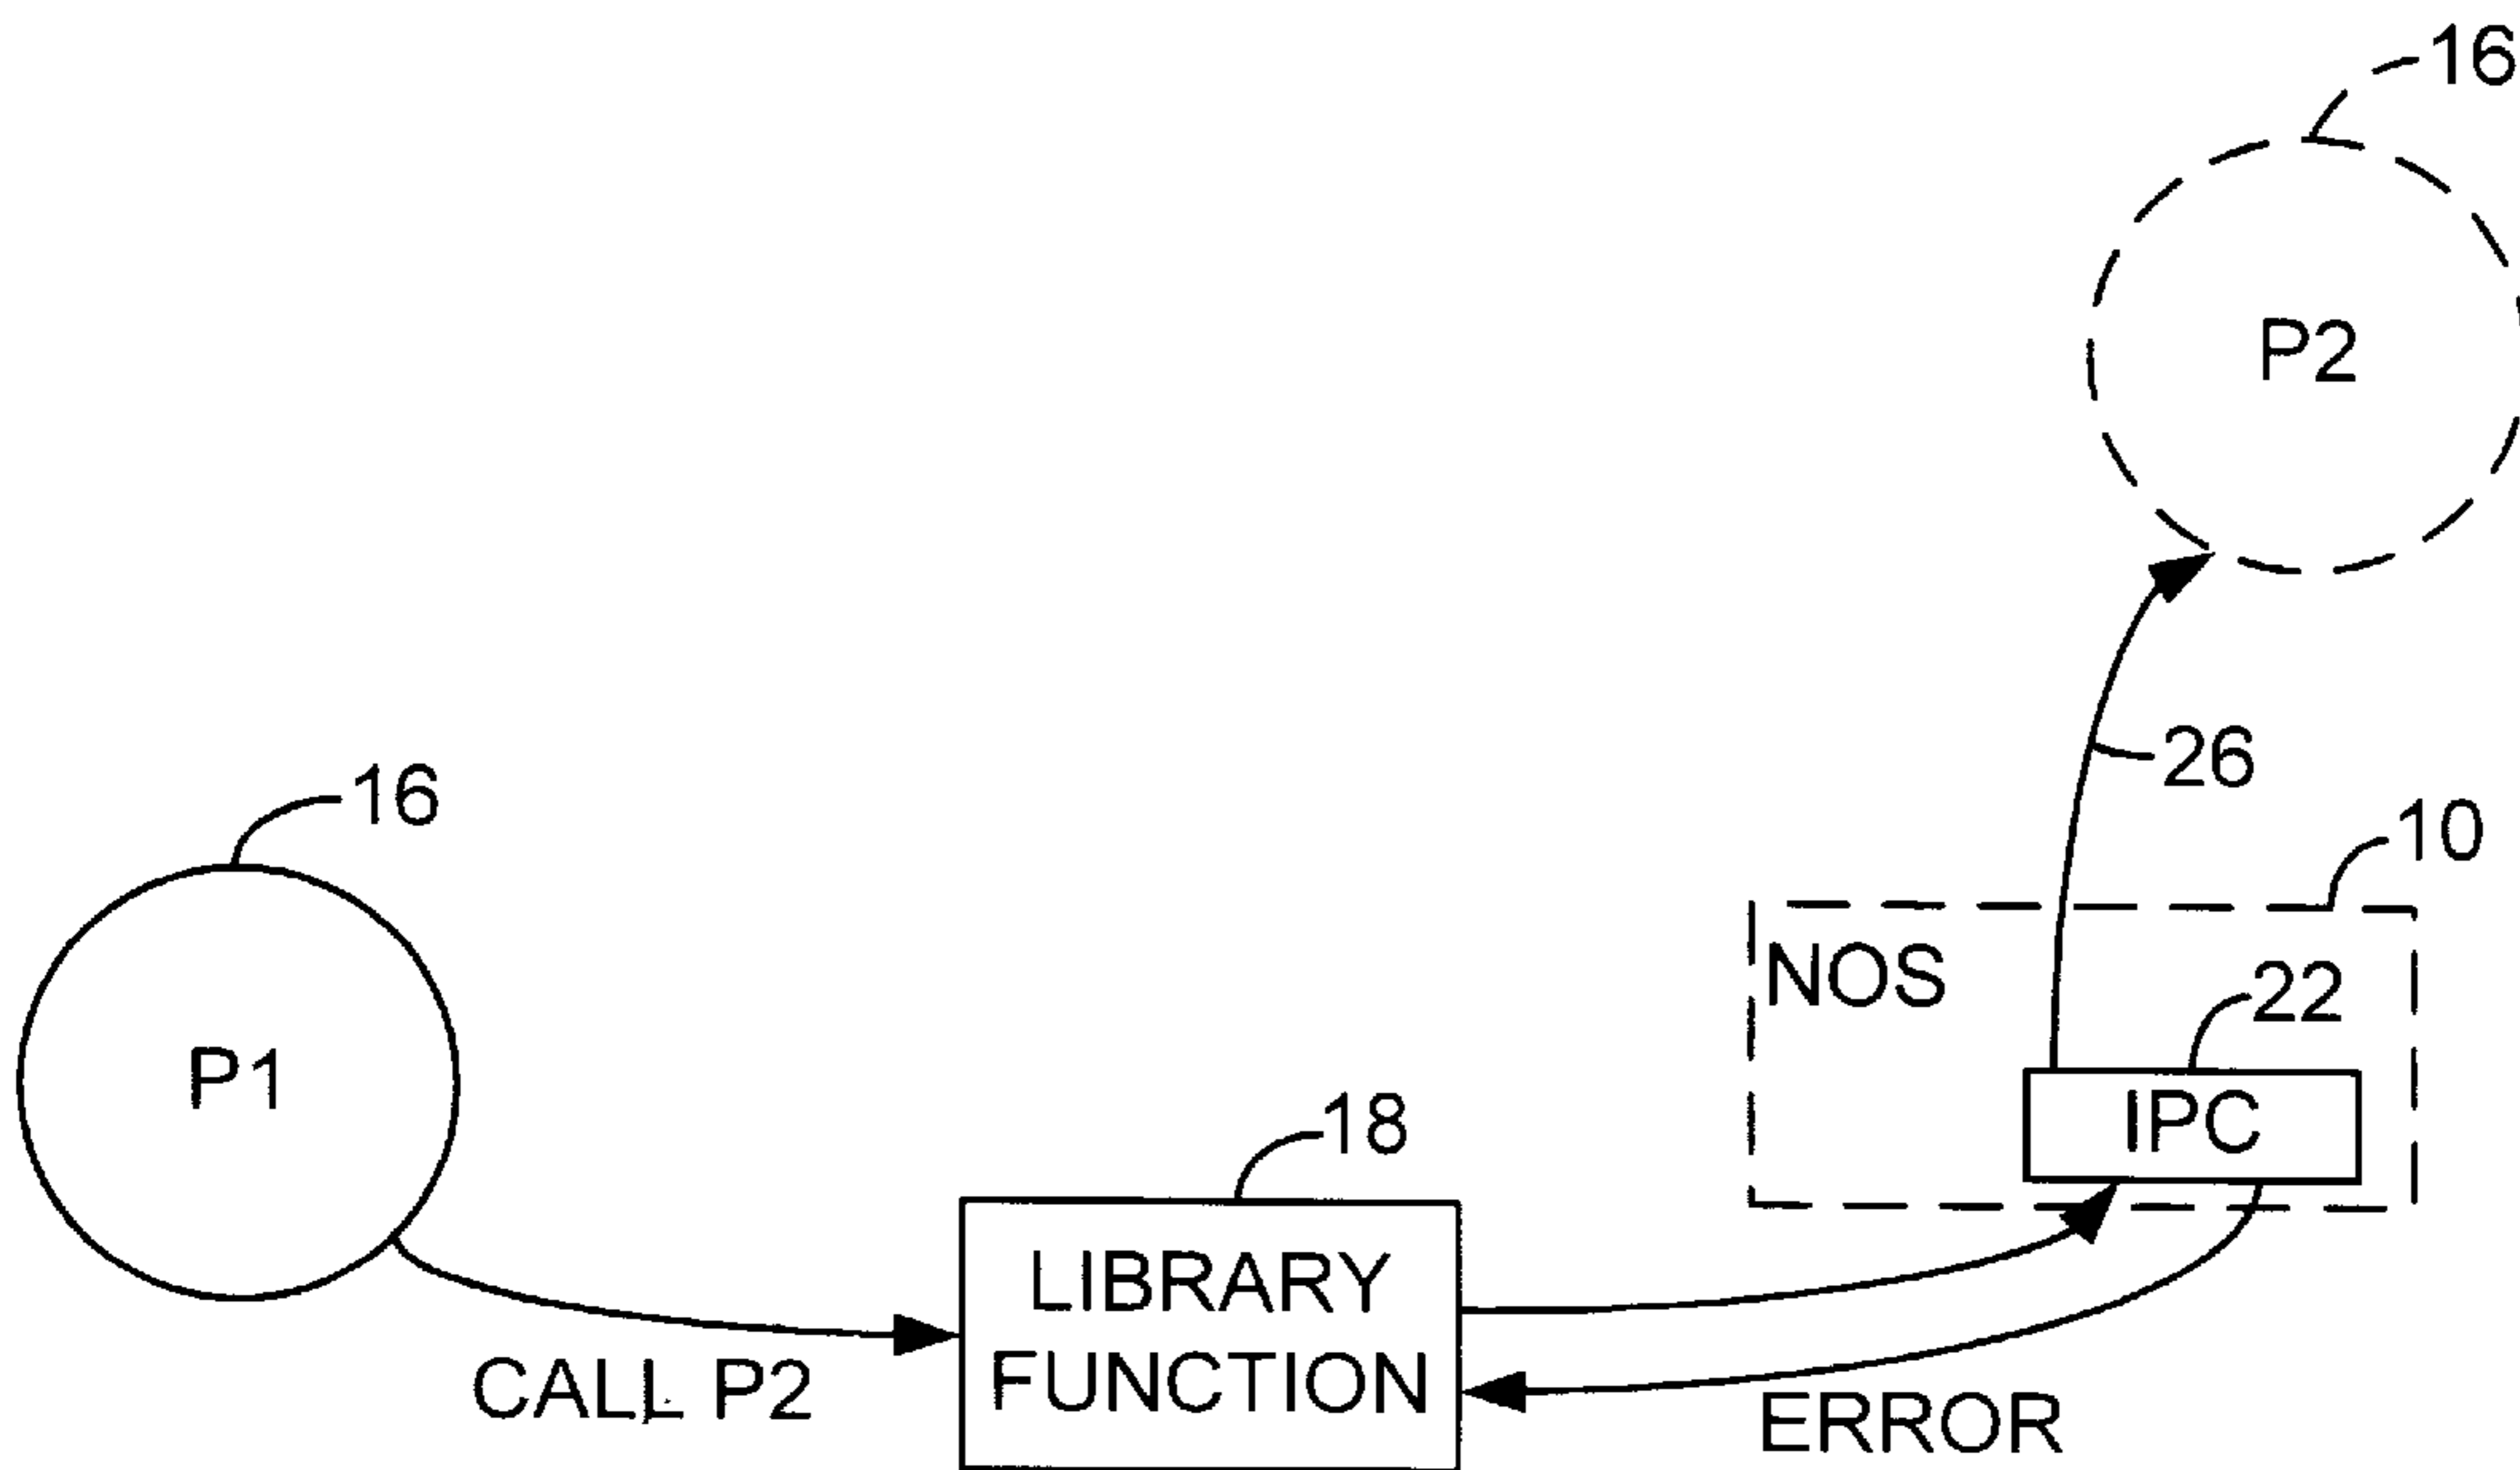 16
P2
26
16
10
NOS
22
P1
IPC
18
LIBRARY
FUNCTION
CALL P2
ERROR